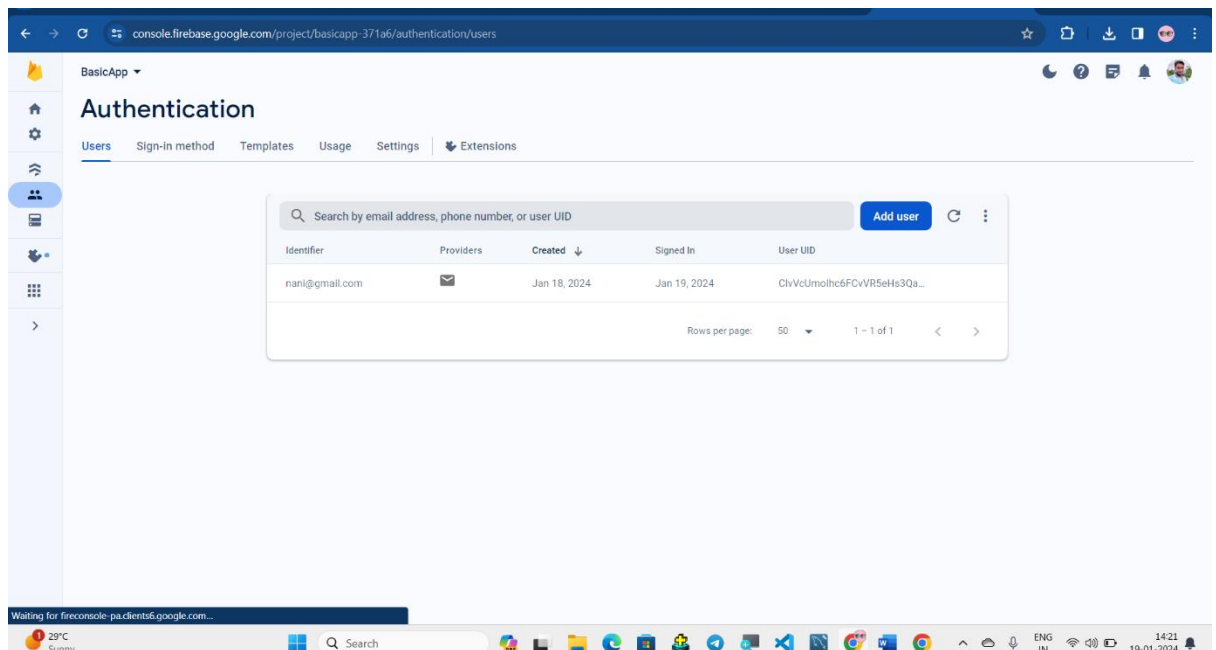 console.firebase.google.com/project/basicapp-371a6/authentication/users
BasicApp
Authentication
Users Sign-in method Templates Usage Settings Extensions
Search by email address, phone number, or user UID Add user
Identifier Providers Created Signed In User UID
nani@gmail.com Jan 18, 2024 Jan 19, 2024 ClvVcUmolhc6FCvVR5eHs3Qa...
Rows per page: 50 1 – 1 of 1
Waiting for fireconsole-pa.clients6.google.com...
1 29°C Search ENG 14:21
Sunny IN 19-01-2024